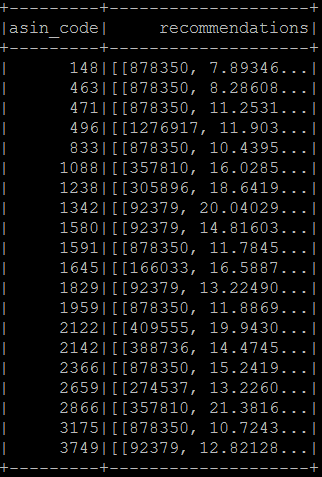 +---------+--------------------+
|asin_code|     recommendations|
+---------+--------------------+
|      148|[[878350, 7.89346...|
|      463|[[878350, 8.28608...|
|      471|[[878350, 11.2531...|
|      496|[[1276917, 11.903...|
|      833|[[878350, 10.4395...|
|     1088|[[357810, 16.0285...|
|     1238|[[305896, 18.6419...|
|     1342|[[92379, 20.04029...|
|     1580|[[92379, 14.81603...|
|     1591|[[878350, 11.7845...|
|     1645|[[166033, 16.5887...|
|     1829|[[92379, 13.22490...|
|     1959|[[878350, 11.8869...|
|     2122|[[409555, 19.9430...|
|     2142|[[388736, 14.4745...|
|     2366|[[878350, 15.2419...|
|     2659|[[274537, 13.2260...|
|     2866|[[357810, 21.3816...|
|     3175|[[878350, 10.7243...|
|     3749|[[92379, 12.82128...|
+---------+--------------------+